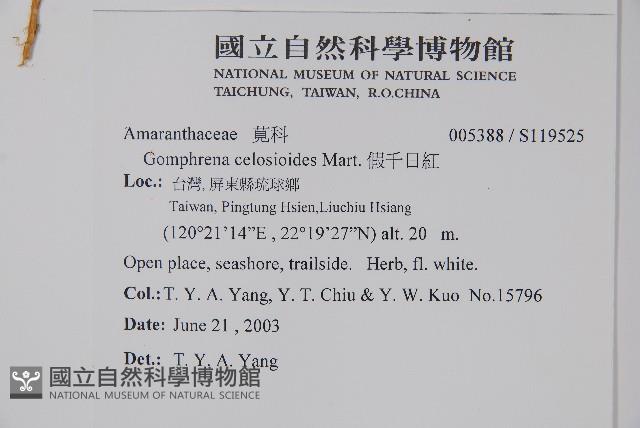 國立自然科學博物館
NATIONAL MUSEUM OF NATURAL SCIENCE
TAICHUNG, TAIWAN, R.O.CHINA
Amaranthaceae 莧科 005388 / S119525
Gomphrena celosioides Mart. 假千日紅
Loc.: 台灣, 屏東縣琉球鄉
Taiwan, Pingtung Hsien,Liuchiu Hsiang
(120°21’14”E , 22°19’27”N) alt. 20 m.
Open place, seashore, trailside. Herb, fl. white.
Col.: T. Y. A. Yang, Y. T. Chiu & Y. W. Kuo No.15796
Date: June 21 , 2003
Det.: T. Y. A. Yang
國立自然科學博物館
NATIONAL MUSEUM OF NATURAL SCIENCE